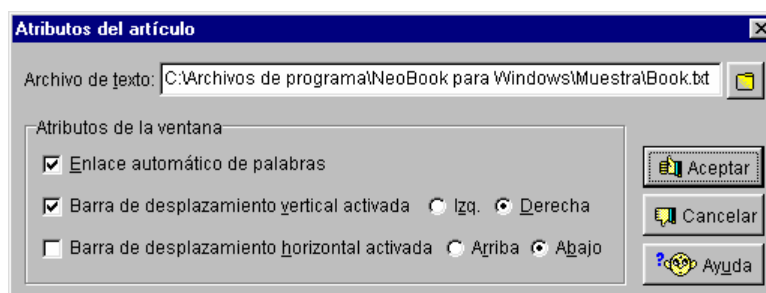 Atributos del artículo
Archivo de texto: C:\Archivos de programa\NeoBook para Windows\Muestra\Book.txt
Atributos de la ventana
Enlace automático de palabras
Aceptar
Barra de desplazamiento vertical activada Izq. Derecha
Cancelar
Barra de desplazamiento horizontal activada Arriba Abajo
? Ayuda